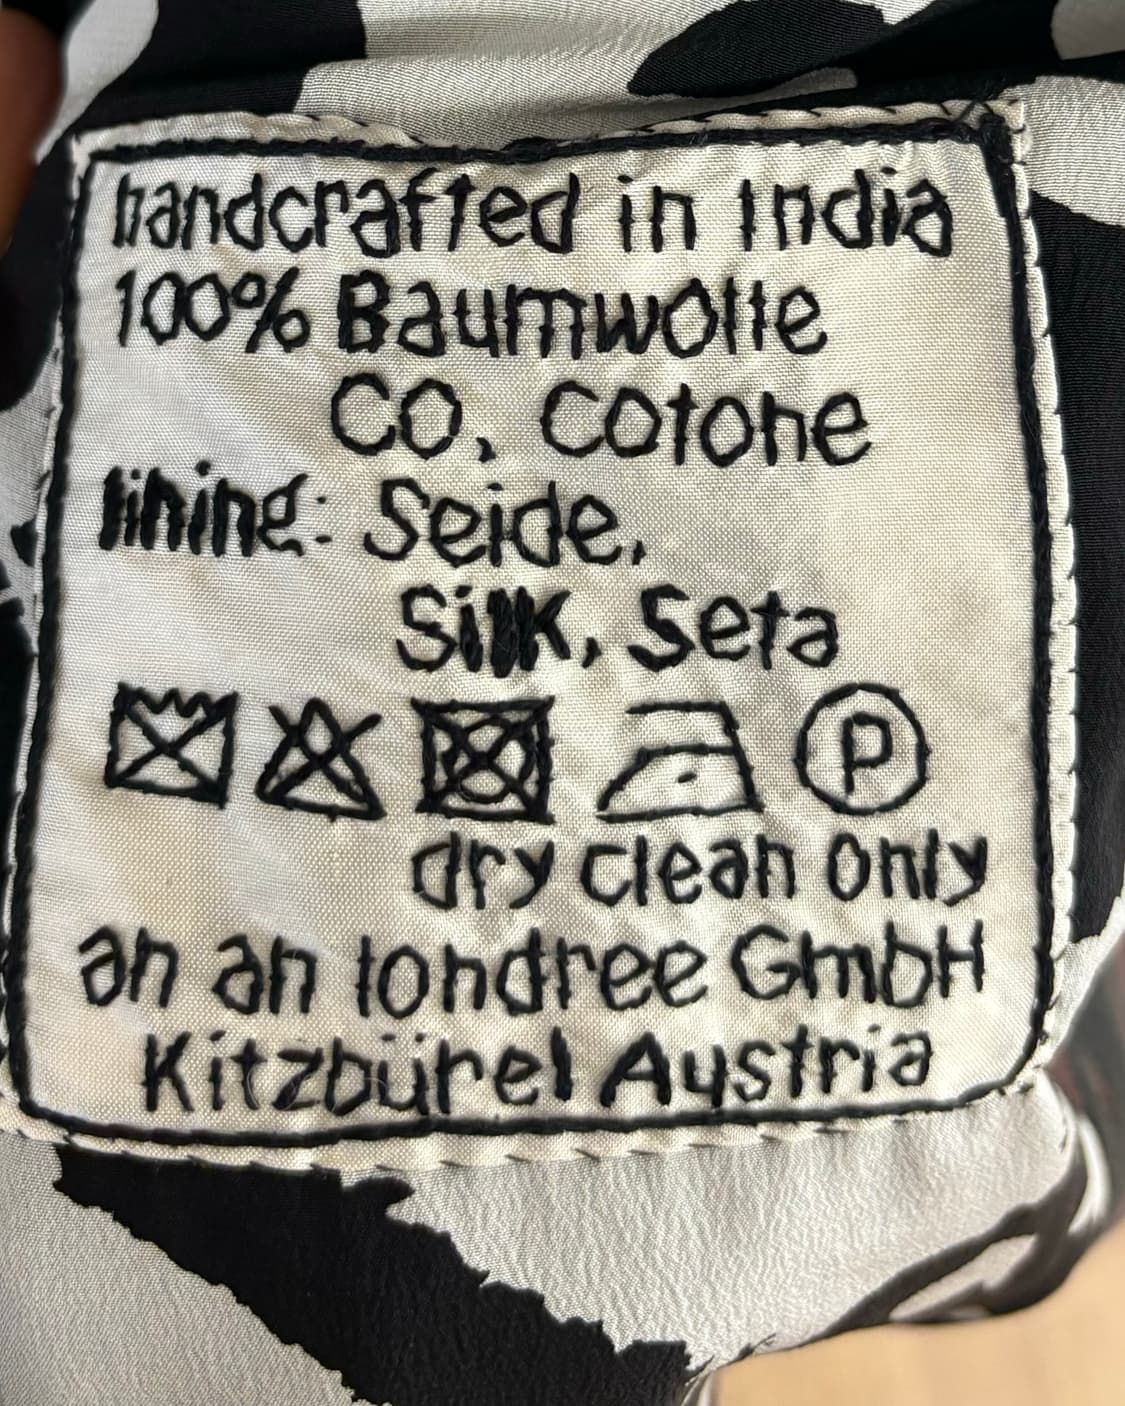 handcrafted in India
100% Baumwolle
CO, Cotone
lining: Seide,
Silk, Seta
P
dry clean only
an an londree GmbH
Kitzbühel Austria